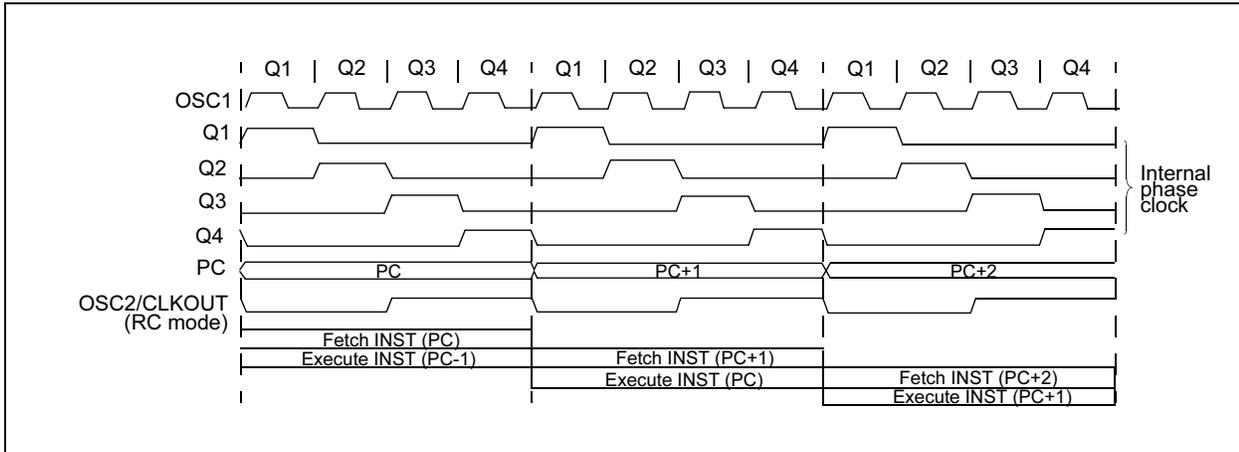 Q1 | Q2 | Q3 | Q4 | Q1 | Q2 | Q3 | Q4 | Q1 | Q2 | Q3 | Q4
OSC1
Q1
Q2
Q3
Q4
Internal
phase
clock
PC PC PC+1 PC+2
OSC2/CLKOUT
(RC mode)
Fetch INST (PC)
Execute INST (PC-1) Fetch INST (PC+1)
Execute INST (PC) Fetch INST (PC+2)
Execute INST (PC+1)